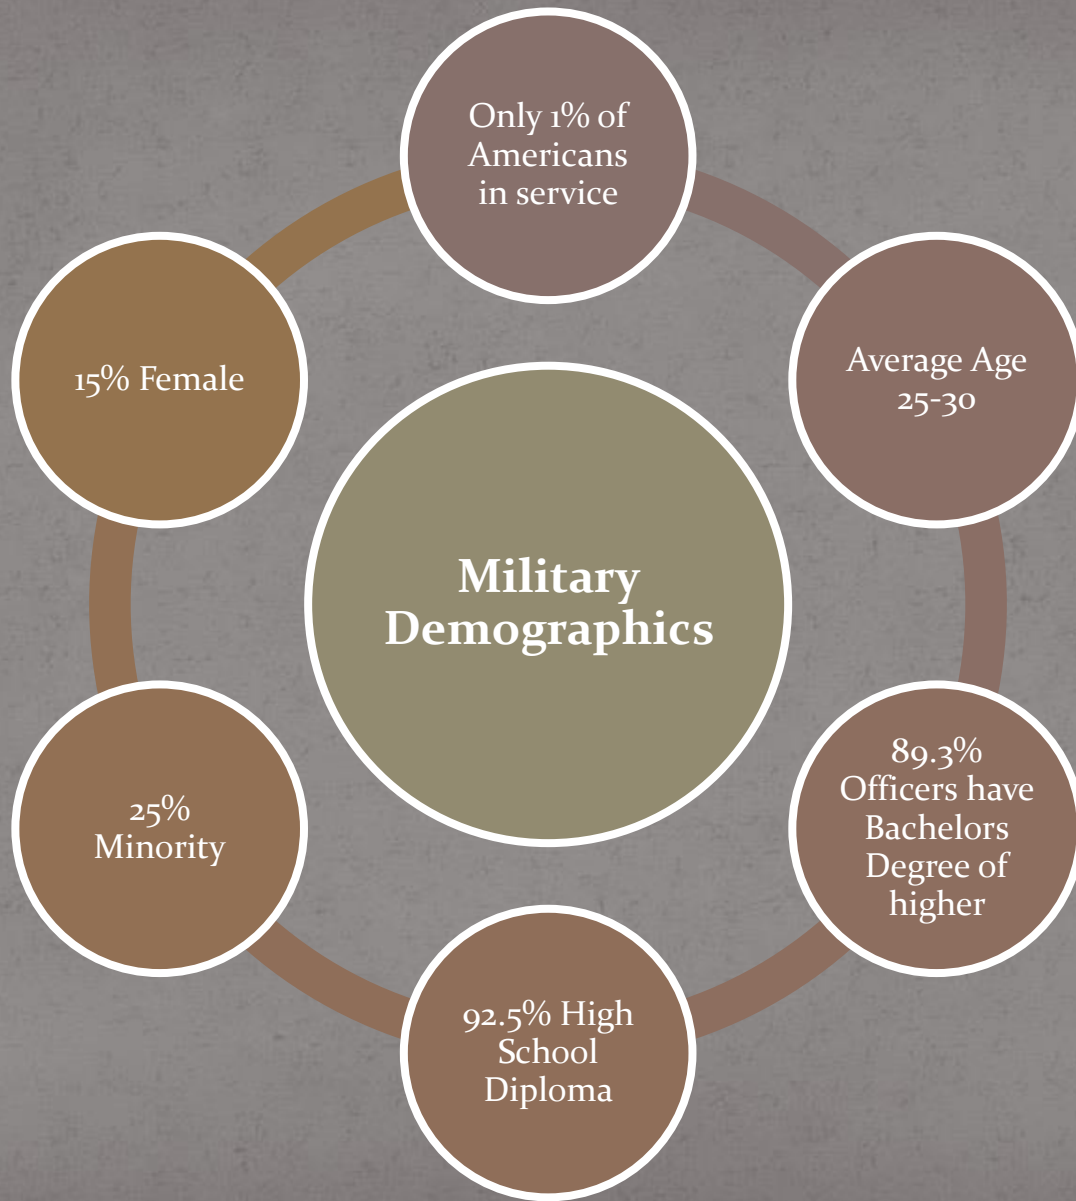 Only 1% of
Americans
in service
Average Age
25-30
89.3%
Officers have
Bachelors
Degree of
higher
92.5% High
School
Diploma
25%
Minority
15% Female
Military
Demographics